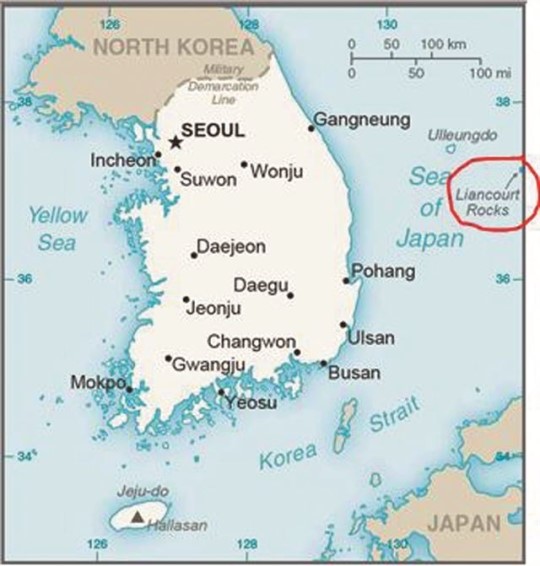 126
128
130
NORTH KOREA
0 50 100 km
0 50 100 mi
Military
Demarcation
Line
38
38
SEOUL
Gangneung
Ulleungdo
Incheon
Suwon
Wonju
Sea
of
Japan
Liancourt
Rocks
Yellow
Sea
Daejeon
36
Daegu
Pohang
36
Jeonju
Changwon
Ulsan
Gwangju
Busan
Mokpo
Yeosu
Korea Strait
34
34
Jeju-do
Hallasan
JAPAN
126
128
130